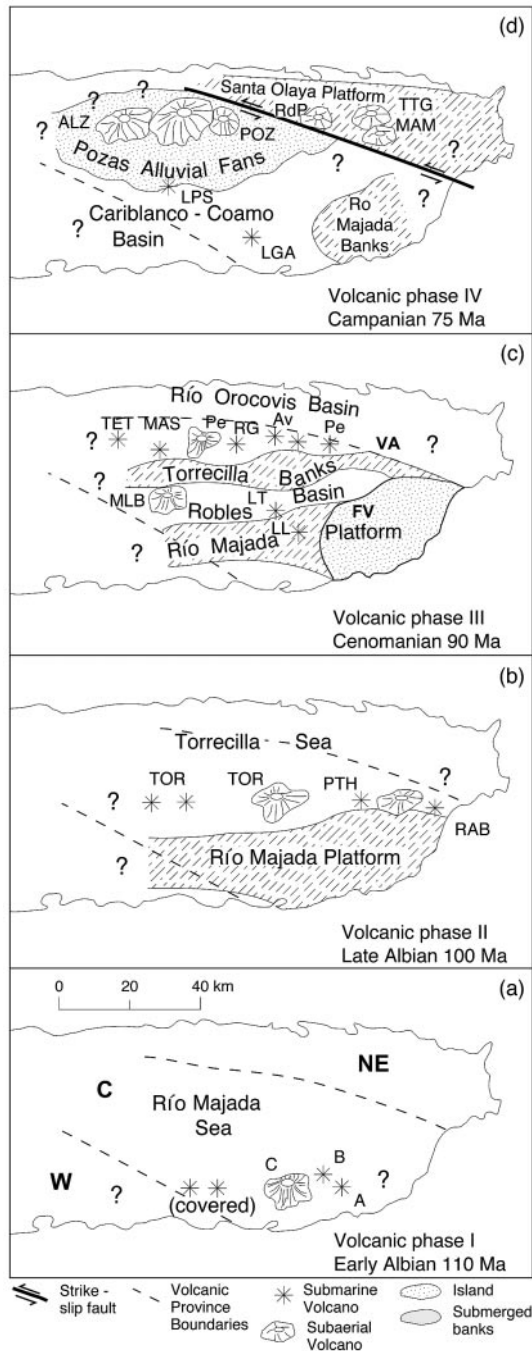 (d)
Santa Olaya Platform
?
?
?
RdP
TTG
ALZ
MAM
POZ
?
?
Pozas Alluvial Fans
?
LPS
Cariblanco - Coamo
Basin
?
LGA
Ro
Majada
Banks
Volcanic phase IV
Campanian 75 Ma
(c)
Río Orocovis Basin
TET
MAS
Pe
RG
Av
Pe
VA
?
?
Torrecilla Banks
?
MLB
Robles Basin
LT
FV
Platform
LL
Río Majada
?
Volcanic phase III
Cenomanian 90 Ma
(b)
Torrecilla - Sea
TOR
TOR
PTH
?
?
RAB
Río Majada Platform
?
Volcanic phase II
Late Albian 100 Ma
(a)
0 20 40 km
NE
C
Río Majada
Sea
C
B
W
?
?
(covered)
A
Volcanic phase I
Early Albian 110 Ma
Strike -
slip fault
Volcanic
Province
Boundaries
Submarine
Volcano
Subaerial
Volcano
Island
Submerged
banks